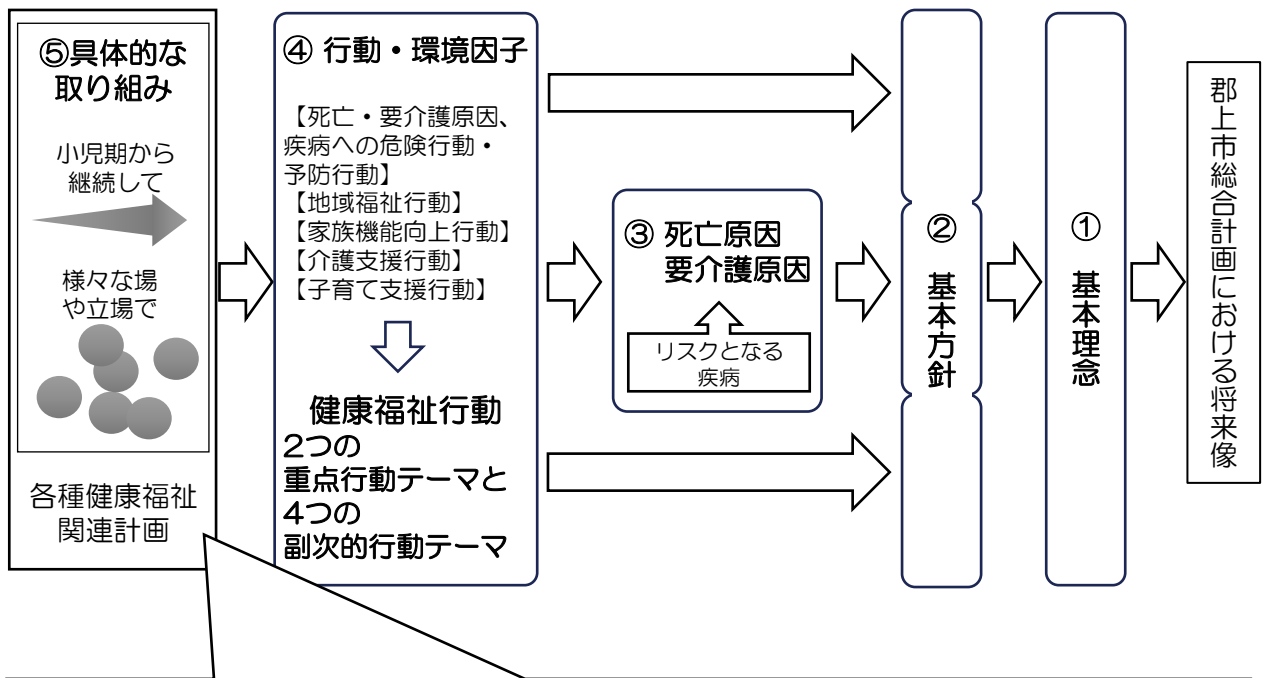 ⑤具体的な
取り組み
小児期から
継続して
様々な場
や立場で
各種健康福祉
関連計画
④ 行動・環境因子
【死亡・要介護原因、
疾病への危険行動・
予防行動】
【地域福祉行動】
【家族機能向上行動】
【介護支援行動】
【子育て支援行動】
健康福祉行動
2つの
重点行動テーマと
4つの
副次的行動テーマ
③ 死亡原因
要介護原因
リスクとなる
疾病
②
基本方針
①
基本理念
郡上市総合計画における将来像